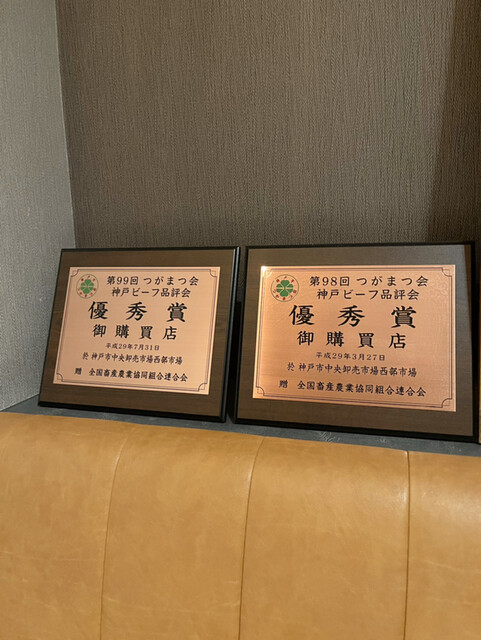 第99回 つがまつ会
神戸ビーフ品評会
優秀賞
御購買店
平成29年7月31日
於 神戸市中央卸売市場西部市場
贈 全国畜産農業協同組合連合会
第98回 つがまつ会
神戸ビーフ品評会
優秀賞
御購買店
平成29年3月27日
於 神戸市中央卸売市場西部市場
贈 全国畜産農業協同組合連合会